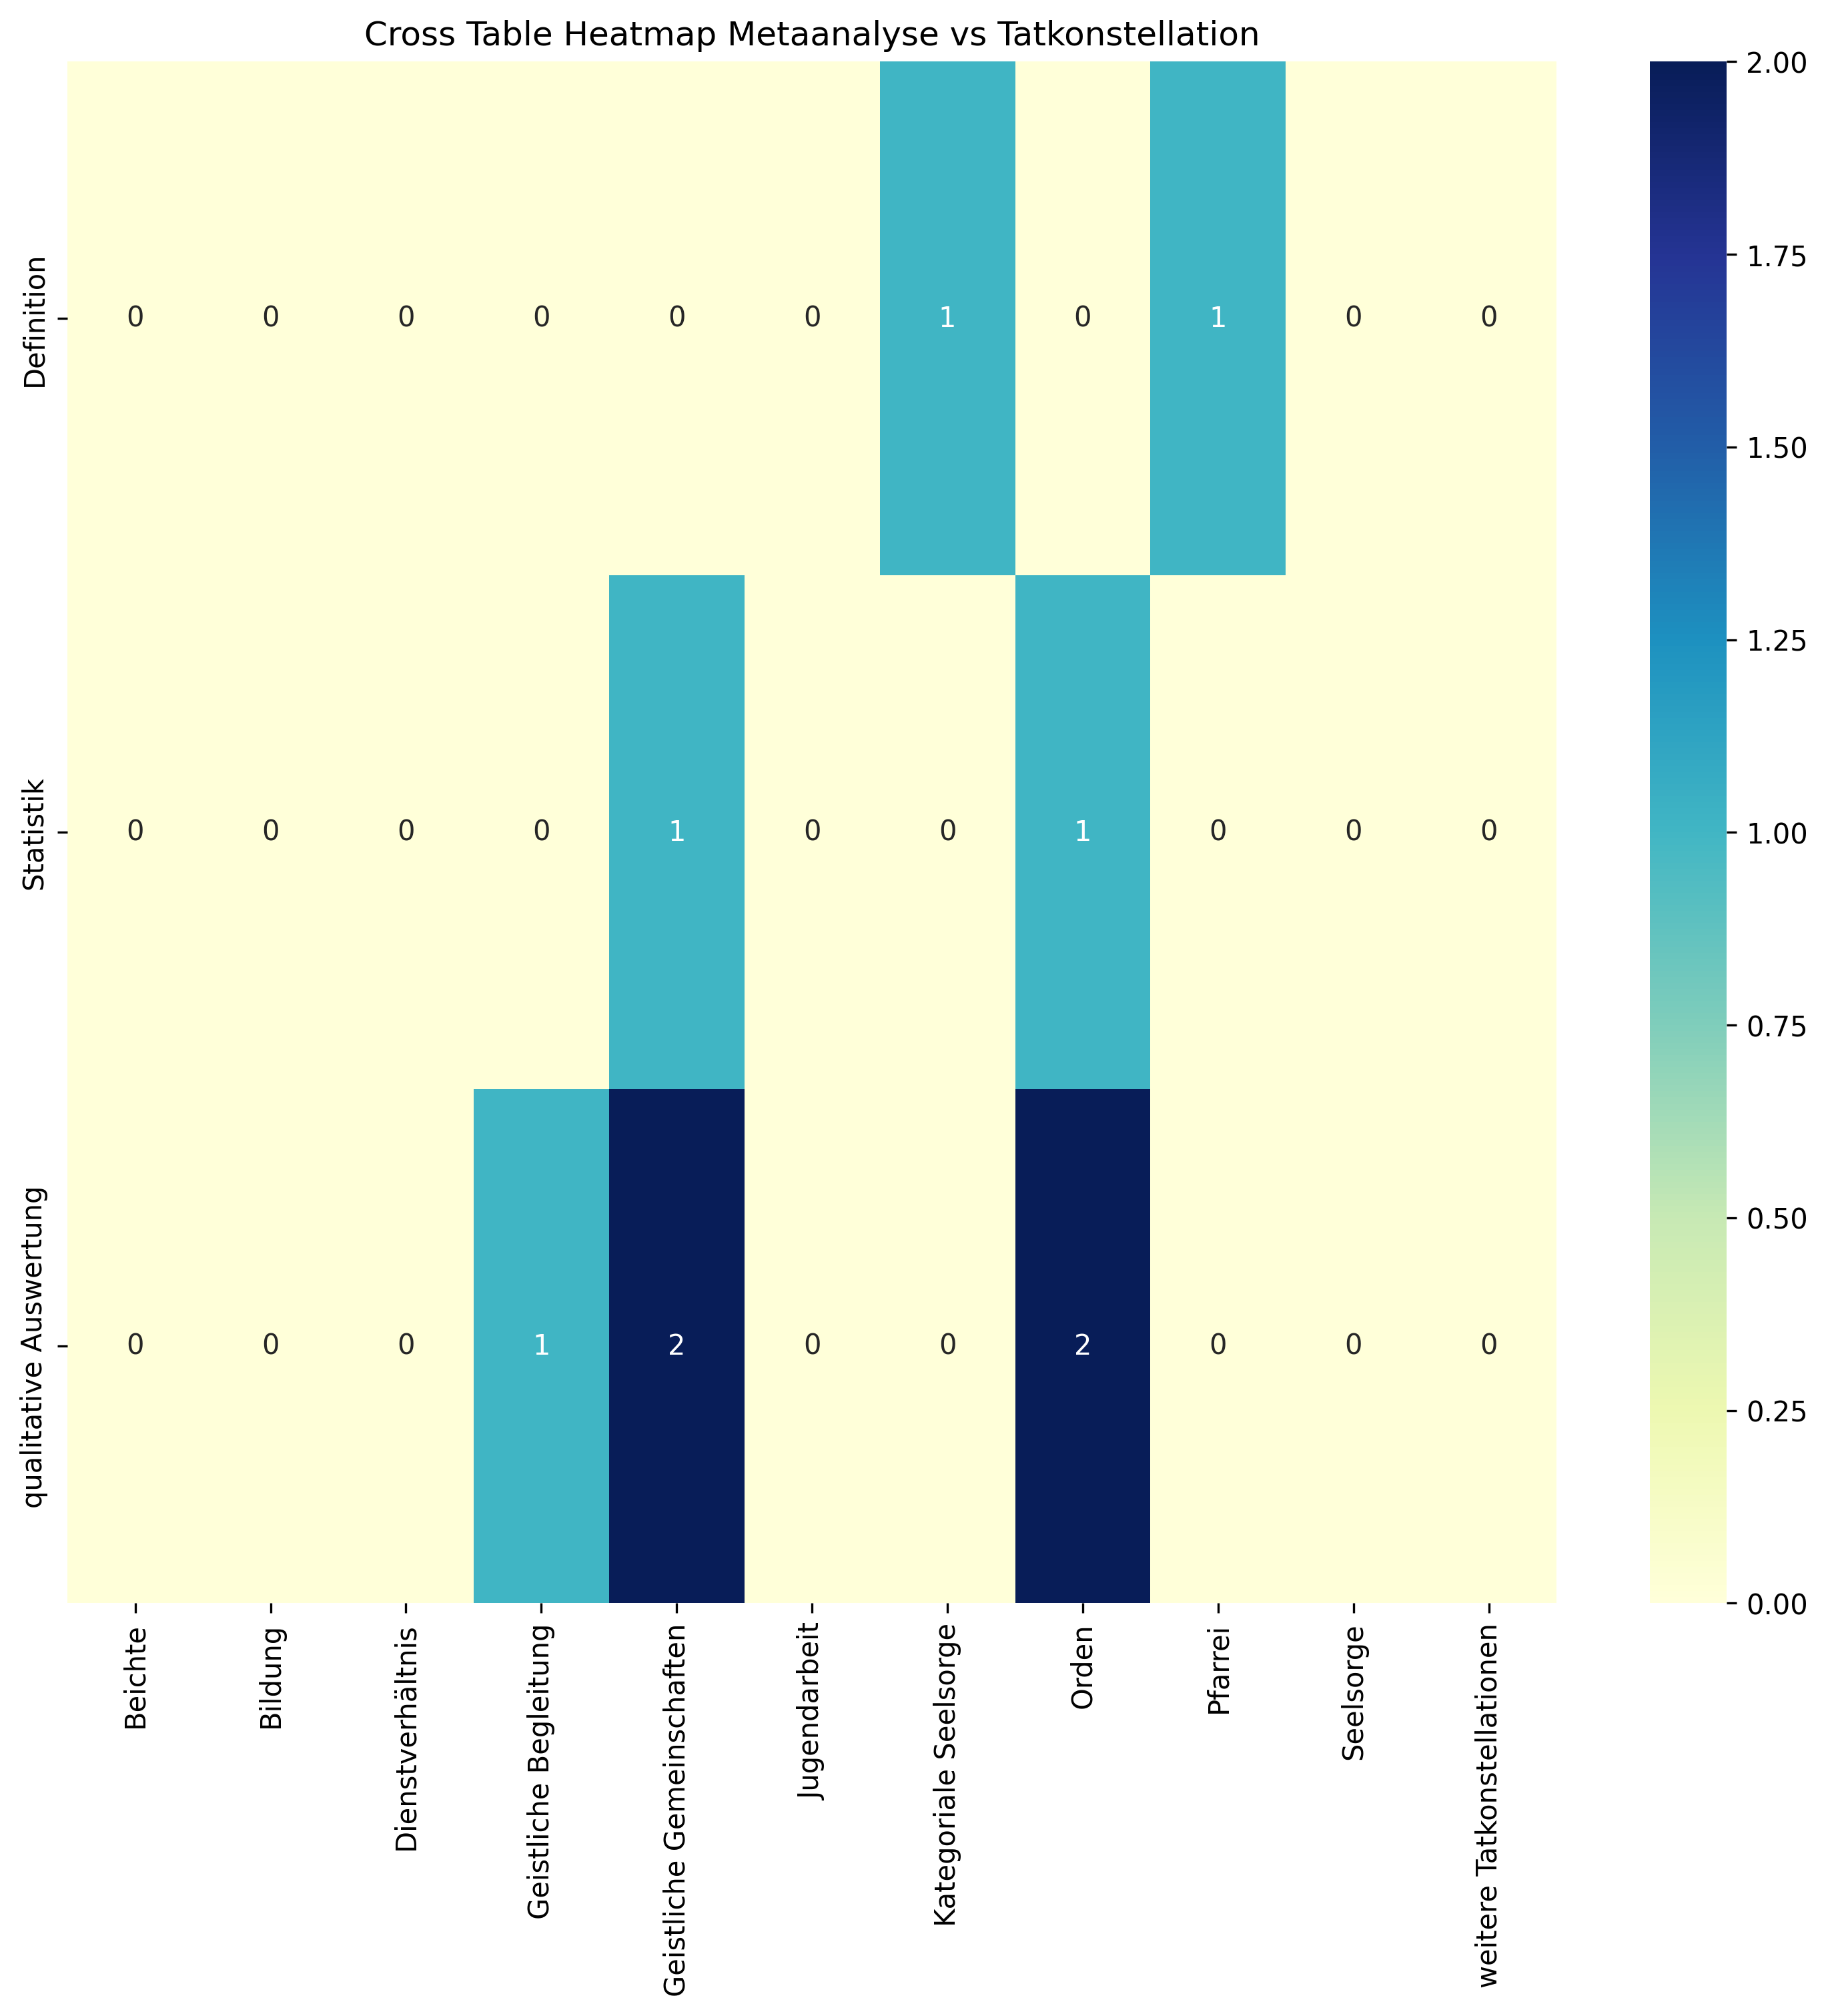 Cross Table Heatmap Metaanalyse vs Tatkonstellation
Definition
0 0 0 0 0 0 1 0 1 0 0
Statistik
0 0 0 0 1 0 0 1 0 0 0
qualitative Auswertung
0 0 0 1 2 0 0 2 0 0 0
Beichte
Bildung
Dienstverhältnis
Geistliche Begleitung
Geistliche Gemeinschaften
Jugendarbeit
Kategoriale Seelsorge
Orden
Pfarrei
Seelsorge
weitere Tatkonstellationen
2.00
1.75
1.50
1.25
1.00
0.75
0.50
0.25
0.00